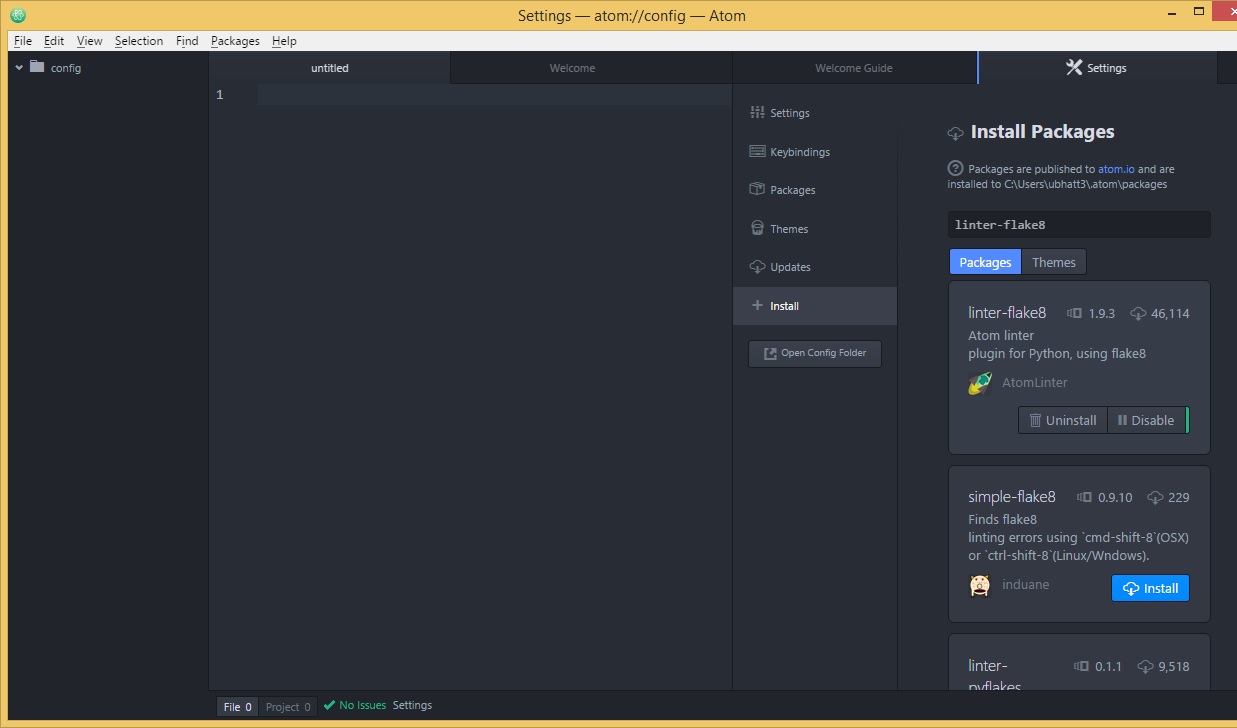 Settings — atom://config — Atom
File Edit View Selection Find Packages Help
config
untitled
Welcome
Welcome Guide
Settings
1
Settings
Keybindings
Packages
Themes
Updates
Install
Open Config Folder
Install Packages
Packages are published to atom.io and are
installed to C:\Users\ubhatt3\.atom\packages
linter-flake8
Packages Themes
linter-flake8 1.9.3 46,114
Atom linter
plugin for Python, using flake8
AtomLinter
Uninstall Disable
simple-flake8 0.9.10 229
Finds flake8
linting errors using `cmd-shift-8`(OSX)
or `ctrl-shift-8`(Linux/Wndows).
induane
Install
linter- 0.1.1 9,518
pyflakes
File 0 Project 0 No Issues Settings